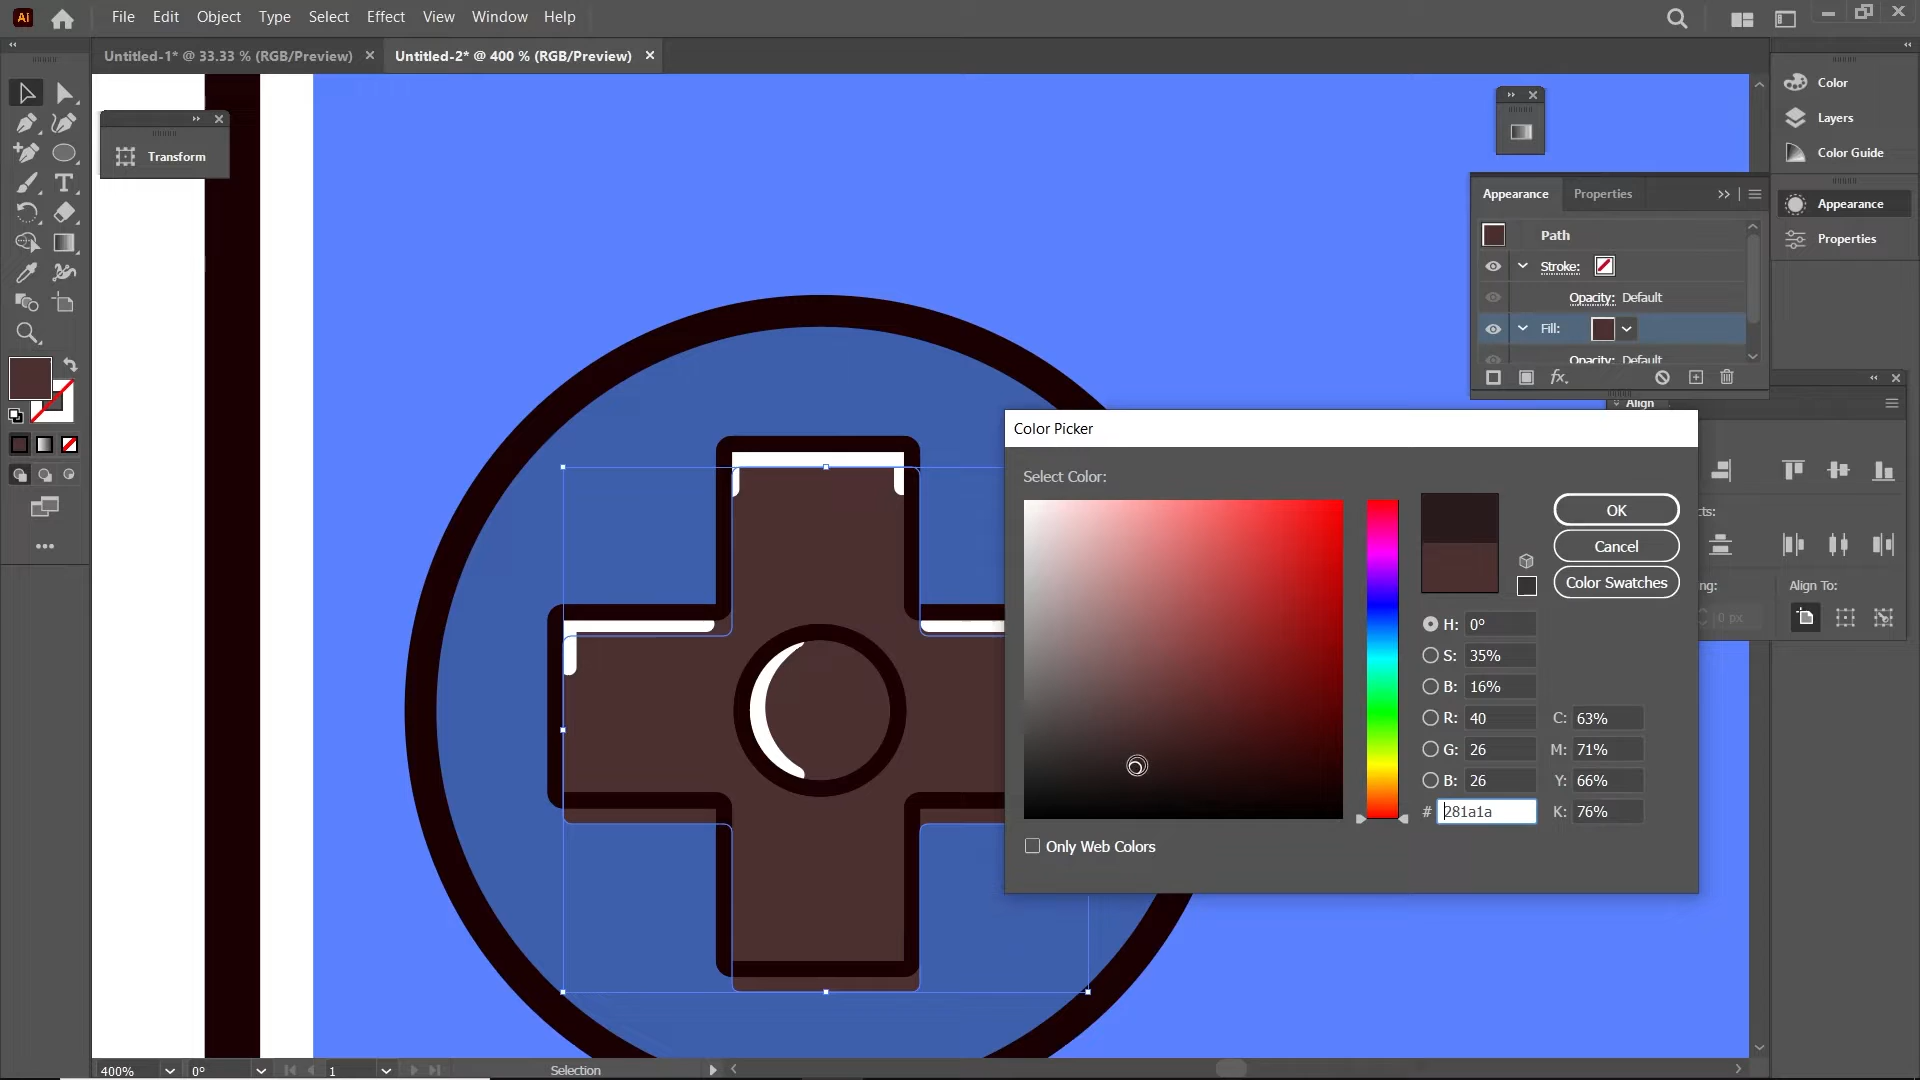 Ai
File Edit Object Type Select Effect View Window Help
Untitled-1* @ 33.33 % (RGB/Preview)
Untitled-2* @ 400 % (RGB/Preview)
Transform
T
Color
Layers
Color Guide
Appearance
Properties
Appearance Properties
Path
Stroke:
Opacity: Default
Fill:
Opacity: Default
fx.
Align
cts:
ng:
Align To:
0 px
Color Picker
Select Color:
OK
Cancel
Color Swatches
H: 0°
S: 35%
B: 16%
R: 40 C: 63%
G: 26 M: 71%
B: 26 Y: 66%
# 281a1a K: 76%
Only Web Colors
400% 0° 1 Selection